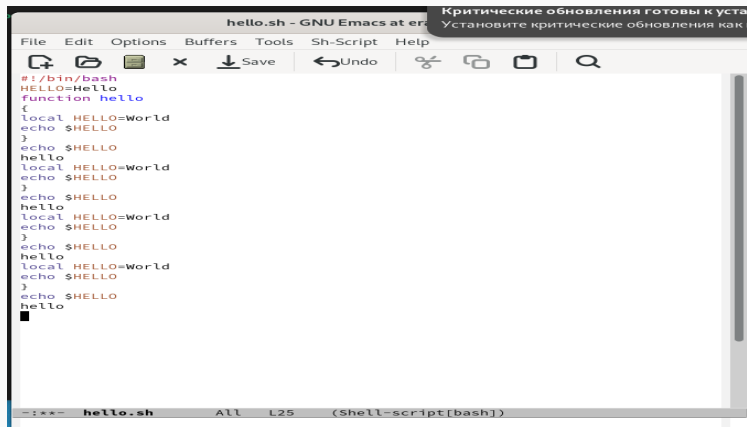 hello.sh - GNU Emacs at era
Критические обновления готовы к уста
Установите критические обновления как
File Edit Options Buffers Tools Sh-Script Help
Save Undo
#!/bin/bash
HELLO=Hello
function hello
{
local HELLO=World
echo $HELLO
}
echo $HELLO
hello
local HELLO=World
echo $HELLO
}
echo $HELLO
hello
local HELLO=World
echo $HELLO
}
echo $HELLO
hello
local HELLO=World
echo $HELLO
}
echo $HELLO
hello
-:**- hello.sh All L25 (Shell-script[bash])